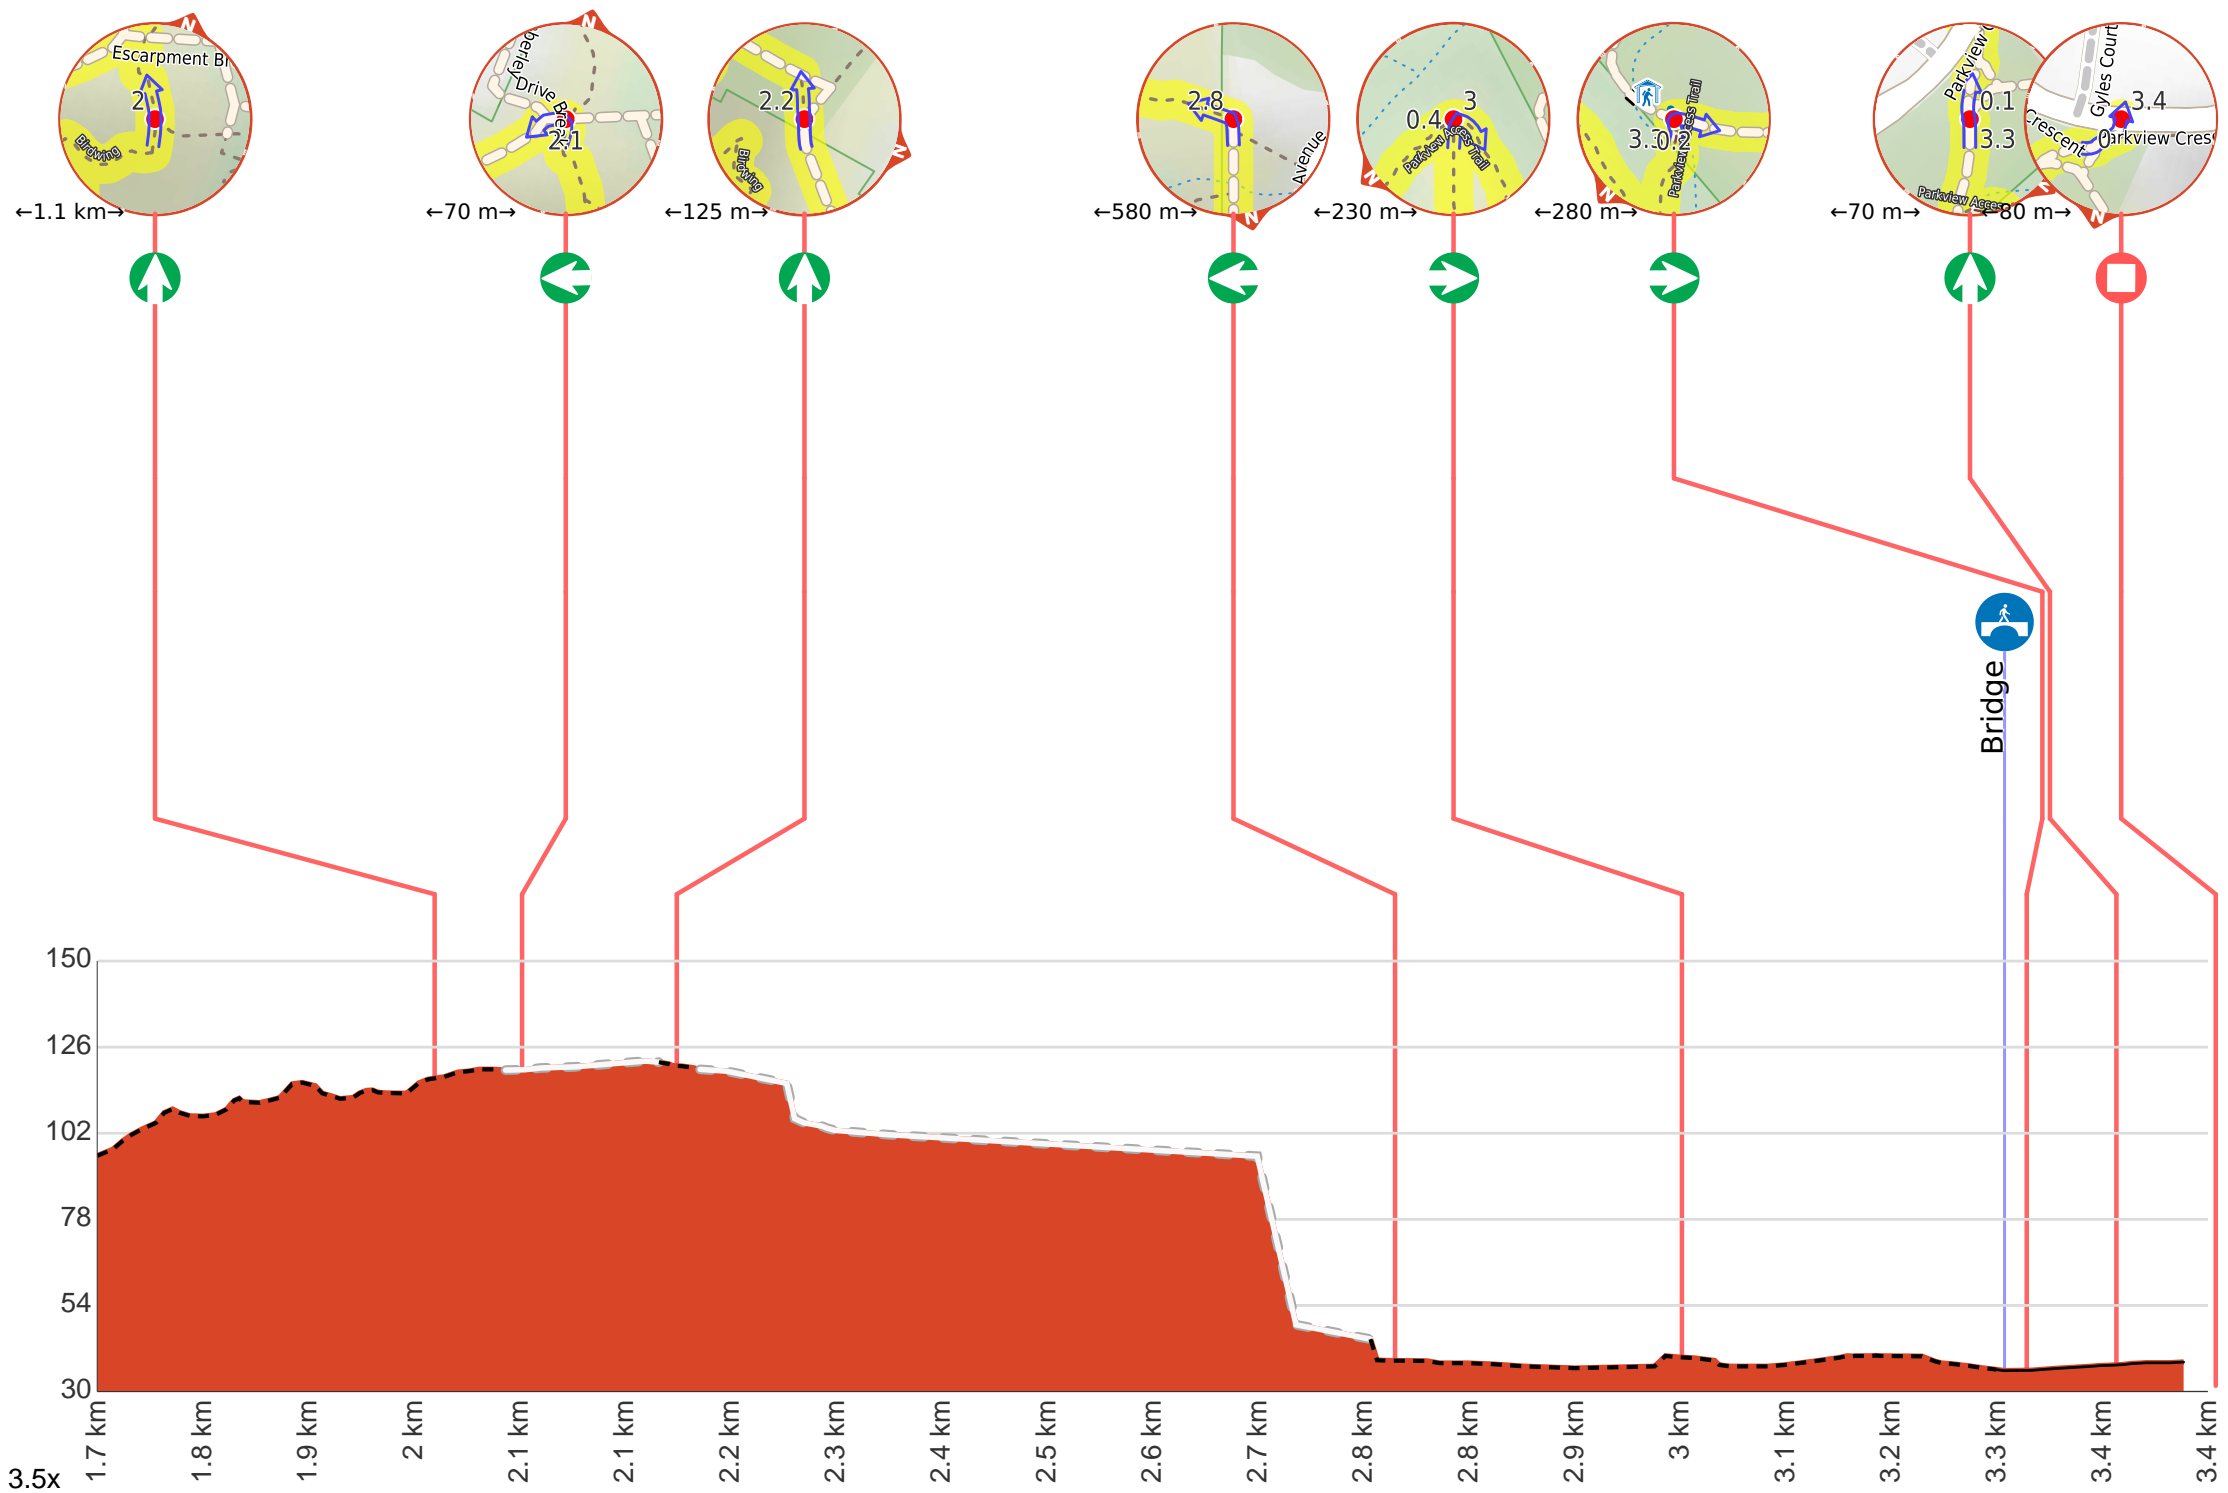 N
N
N
N
N
N
N
N
Escarpment
2
Birdwing
berley
Drive
2.1
2.2
Birdwing
2.8
Avienue
3
0.4
Parkview Access Trail
3.3
0.2
Parkview Access Trail
Parkview
0.1
3.3
Parkview Acces
Gyles Court
3.4
Crescent
0
Parkview Cres
←1.1 km→
←70 m→
←125 m→
←580 m→
←230 m→
←280 m→
←70 m→
←80 m→
Bridge
150
126
102
78
54
30
1.7 km
1.8 km
1.9 km
2 km
2.1 km
2.1 km
2.2 km
2.3 km
2.4 km
2.5 km
2.6 km
2.7 km
2.8 km
2.8 km
2.9 km
3 km
3.1 km
3.2 km
3.3 km
3.4 km
3.4 km
3.5x